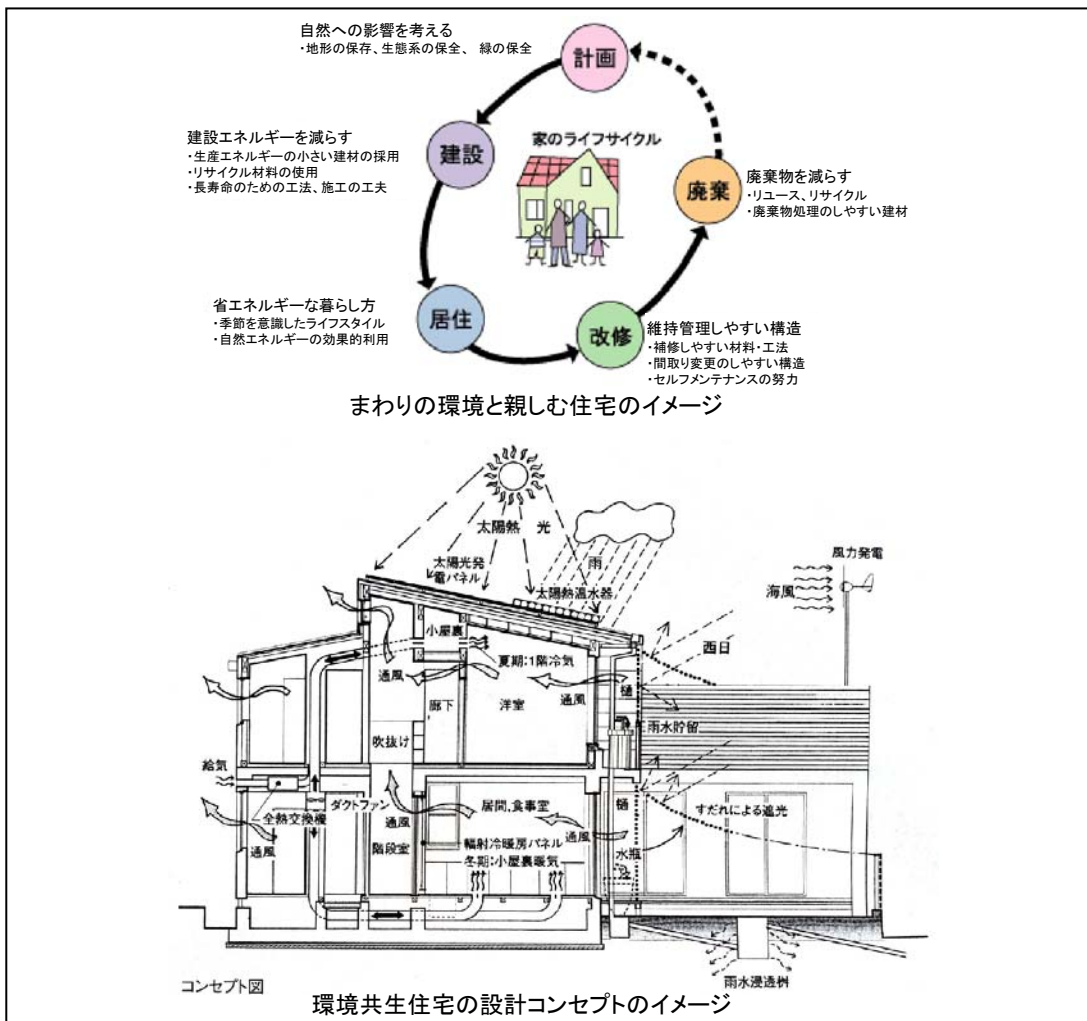 自然への影響を考える
・地形の保存、生態系の保全、 緑の保全
計画
建設エネルギーを減らす
・生産エネルギーの小さい建材の採用
・リサイクル材料の使用
・長寿命のための工法、施工の工夫
建設
家のライフサイクル
廃棄
廃棄物を減らす
・リユース、リサイクル
・廃棄物処理のしやすい建材
省エネルギーな暮らし方
・季節を意識したライフスタイル
・自然エネルギーの効果的利用
居住
改修
維持管理しやすい構造
・補修しやすい材料・工法
・間取り変更のしやすい構造
・セルフメンテナンスの努力
まわりの環境と親しむ住宅のイメージ
太陽熱 光
太陽光発
電パネル
雨
太陽熱温水器
風力発電
海風
小屋裏
西日
夏期:1階冷気
通風
廊下
洋室
通風
樋
雨水貯留
吹抜け
給気
ダクトファン
居間,食事室
樋
すだれによる遮光
全熱交換機
通風
通風
通風
階段室
輻射冷暖房パネル
冬期:小屋裏暖気
水瓶
雨水浸透桝
コンセプト図
環境共生住宅の設計コンセプトのイメージ